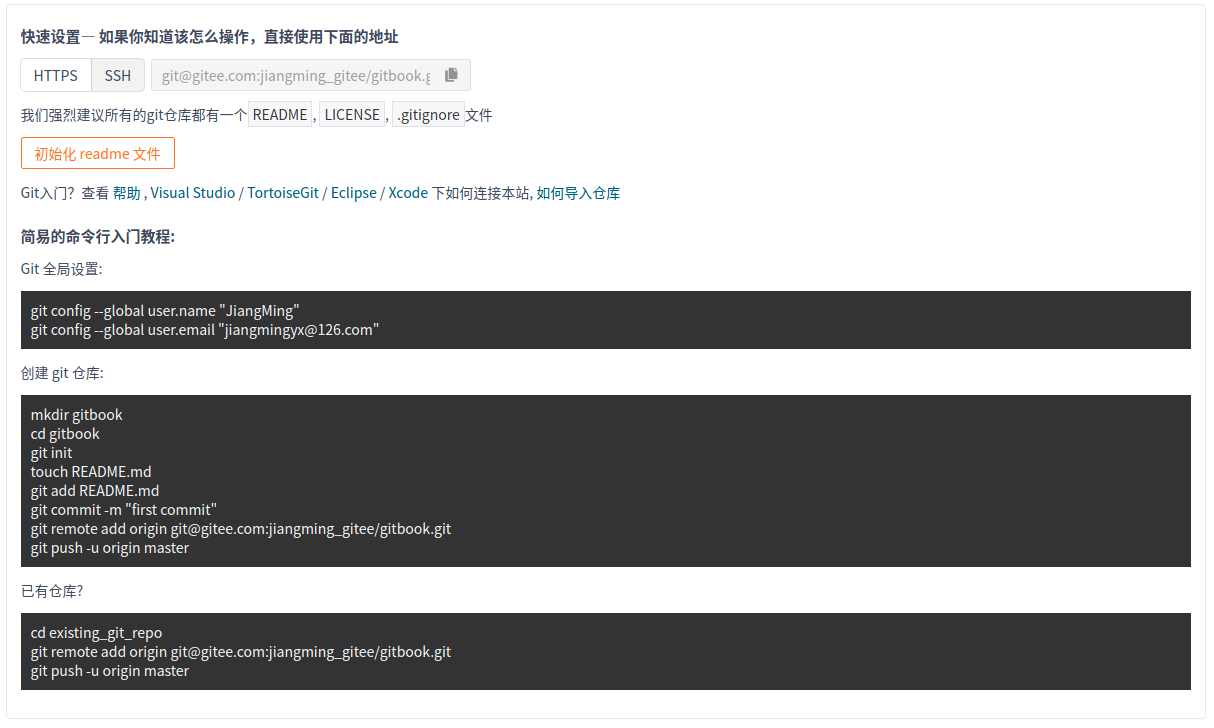 快速设置— 如果你知道该怎么操作，直接使用下面的地址
HTTPS SSH git@gitee.com:jiangming_gitee/gitbook.g
我们强烈建议所有的git仓库都有一个 README , LICENSE , .gitignore 文件
初始化 readme 文件
Git入门？查看 帮助 , Visual Studio / TortoiseGit / Eclipse / Xcode 下如何连接本站, 如何导入仓库
简易的命令行入门教程:
Git 全局设置:
git config --global user.name "JiangMing"
git config --global user.email "jiangmingyx@126.com"
创建 git 仓库:
mkdir gitbook
cd gitbook
git init
touch README.md
git add README.md
git commit -m "first commit"
git remote add origin git@gitee.com:jiangming_gitee/gitbook.git
git push -u origin master
已有仓库?
cd existing_git_repo
git remote add origin git@gitee.com:jiangming_gitee/gitbook.git
git push -u origin master